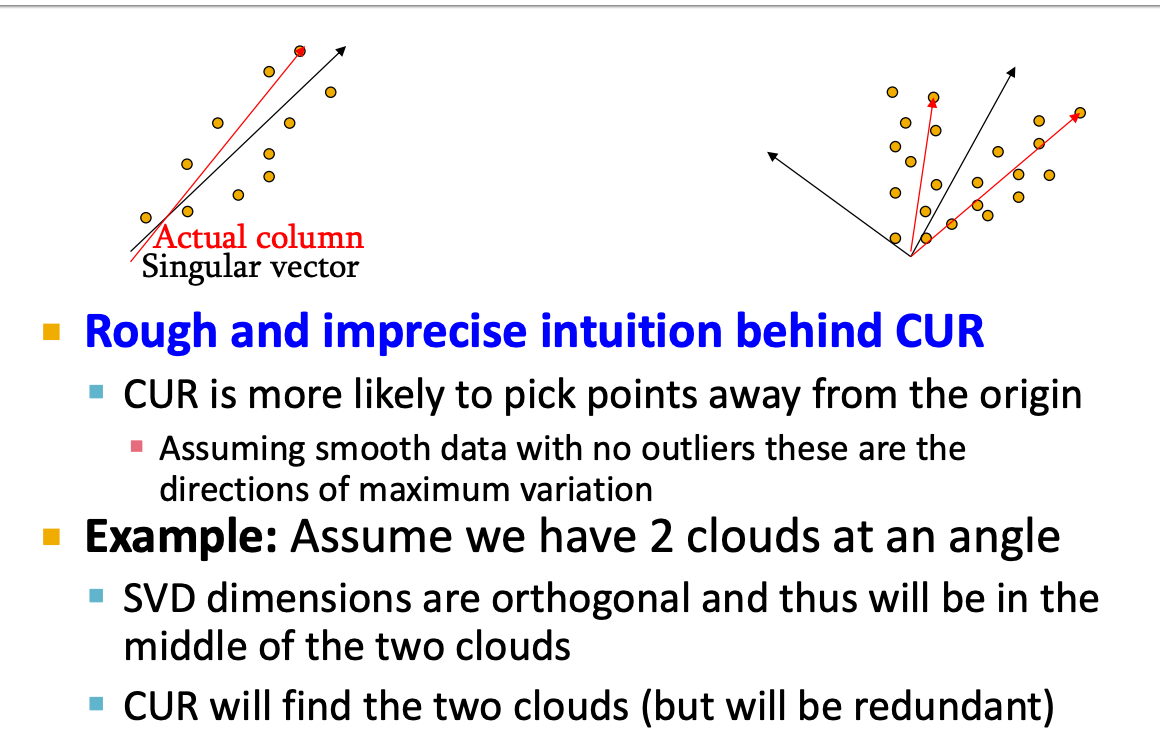 Actual column
Singular vector
Rough and imprecise intuition behind CUR
CUR is more likely to pick points away from the origin
Assuming smooth data with no outliers these are the
directions of maximum variation
Example: Assume we have 2 clouds at an angle
SVD dimensions are orthogonal and thus will be in the
middle of the two clouds
CUR will find the two clouds (but will be redundant)